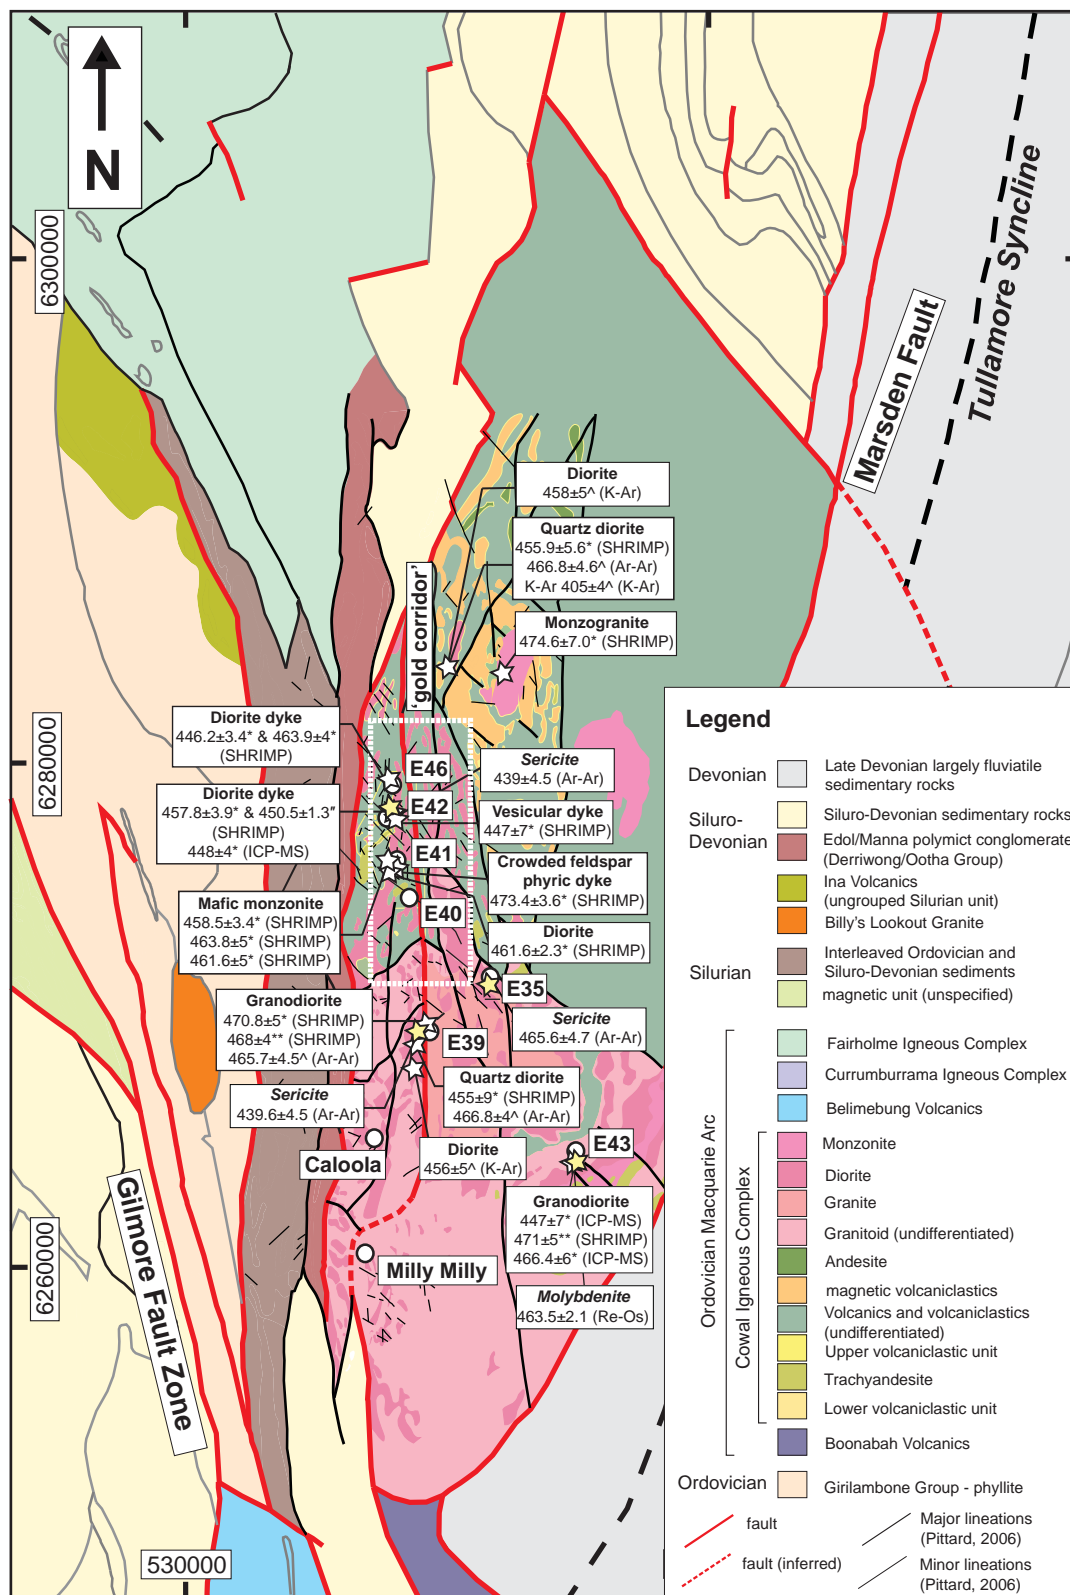 N
6300000
6280000
6260000
530000
Tullamore Syncline
Marsden Fault
Gilmore Fault Zone
'gold corridor'
Diorite
458±5^ (K-Ar)
Quartz diorite
455.9±5.6* (SHRIMP)
466.8±4.6^ (Ar-Ar)
K-Ar 405±4^ (K-Ar)
Monzogranite
474.6±7.0* (SHRIMP)
Diorite dyke
446.2±3.4* & 463.9±4*
(SHRIMP)
Sericite
439±4.5 (Ar-Ar)
E46
E42
Diorite dyke
457.8±3.9* & 450.5±1.3″
(SHRIMP)
448±4* (ICP-MS)
Vesicular dyke
447±7* (SHRIMP)
E41
Crowded feldspar
phyric dyke
473.4±3.6* (SHRIMP)
Mafic monzonite
458.5±3.4* (SHRIMP)
463.8±5* (SHRIMP)
461.6±5* (SHRIMP)
E40
Diorite
461.6±2.3* (SHRIMP)
E35
Granodiorite
470.8±5* (SHRIMP)
468±4** (SHRIMP)
465.7±4.5^ (Ar-Ar)
Sericite
465.6±4.7 (Ar-Ar)
E39
Sericite
439.6±4.5 (Ar-Ar)
Quartz diorite
455±9* (SHRIMP)
466.8±4^ (Ar-Ar)
Caloola
Diorite
456±5^ (K-Ar)
E43
Granodiorite
447±7* (ICP-MS)
471±5** (SHRIMP)
466.4±6* (ICP-MS)
Milly Milly
Molybdenite
463.5±2.1 (Re-Os)
Legend
Devonian
Late Devonian largely fluviatile
sedimentary rocks
Siluro-
Devonian
Siluro-Devonian sedimentary rocks
Edol/Manna polymict conglomerate
(Derriwong/Ootha Group)
Ina Volcanics
(ungrouped Silurian unit)
Billy's Lookout Granite
Silurian
Interleaved Ordovician and
Siluro-Devonian sediments
magnetic unit (unspecified)
Ordovician Macquarie Arc
Fairholme Igneous Complex
Currumburrama Igneous Complex
Belimebung Volcanics
Cowal Igneous Complex
Monzonite
Diorite
Granite
Granitoid (undifferentiated)
Andesite
magnetic volcaniclastics
Volcanics and volcaniclastics
(undifferentiated)
Upper volcaniclastic unit
Trachyandesite
Lower volcaniclastic unit
Boonabah Volcanics
Ordovician
Girilambone Group - phyllite
fault
Major lineations
(Pittard, 2006)
fault (inferred)
Minor lineations
(Pittard, 2006)